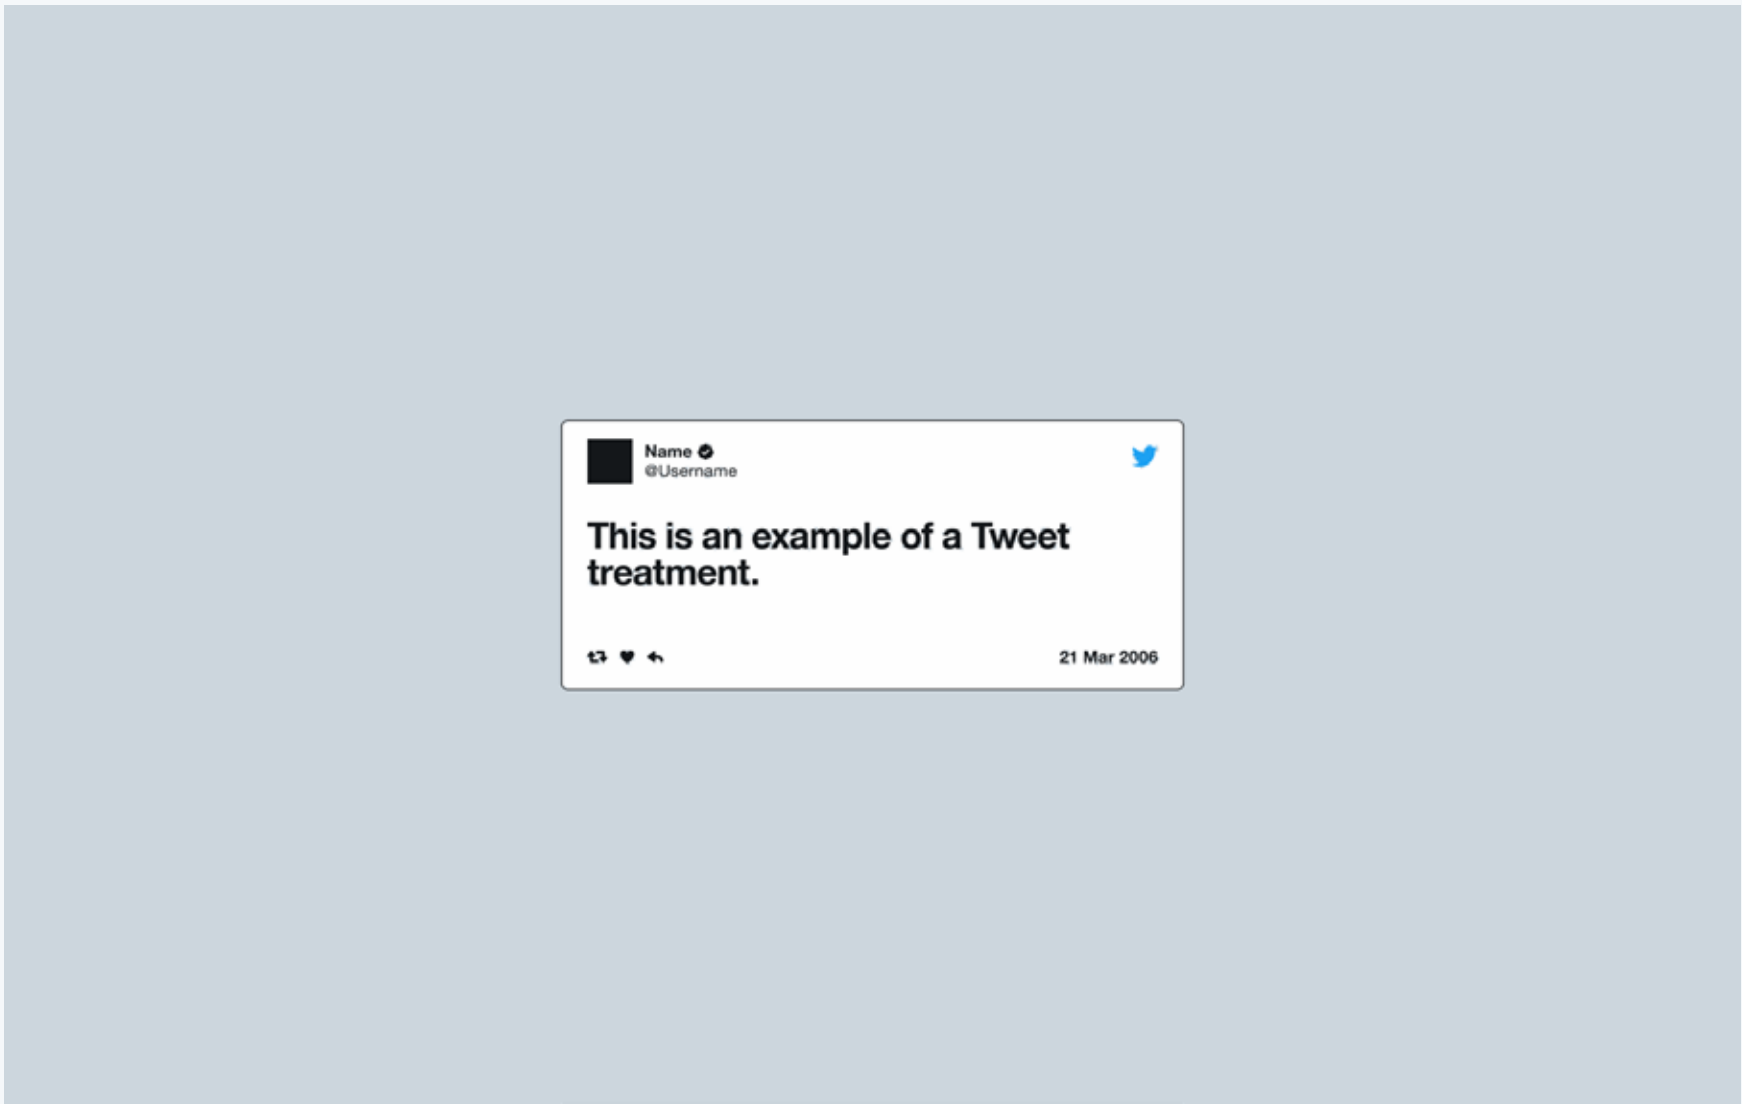 Name
@Username
This is an example of a Tweet
treatment.
21 Mar 2006